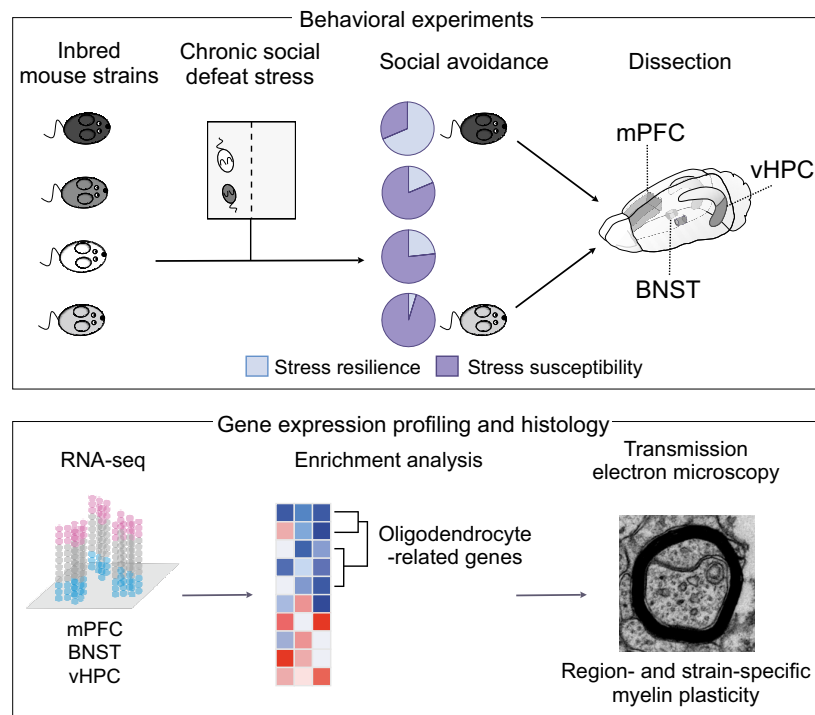 Behavioral experiments
Inbred
mouse strains
Chronic social
defeat stress
Social avoidance
Dissection
mPFC
vHPC
BNST
Stress resilience
Stress susceptibility
Gene expression profiling and histology
RNA-seq
mPFC
BNST
vHPC
Enrichment analysis
Oligodendrocyte
-related genes
Transmission
electron microscopy
Region- and strain-specific
myelin plasticity